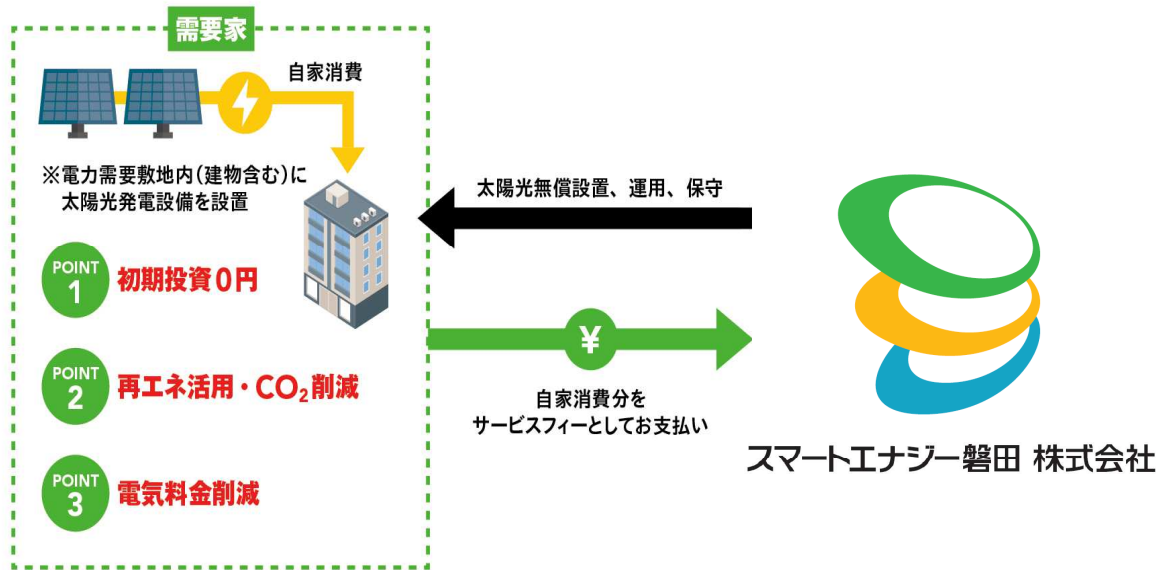 需要家
自家消費
※電力需要敷地内(建物含む)に
太陽光発電設備を設置
POINT
1
初期投資0円
POINT
2
再エネ活用・CO₂削減
POINT
3
電気料金削減
太陽光無償設置、運用、保守
¥
自家消費分を
サービスフィーとしてお支払い
スマートエナジー磐田 株式会社